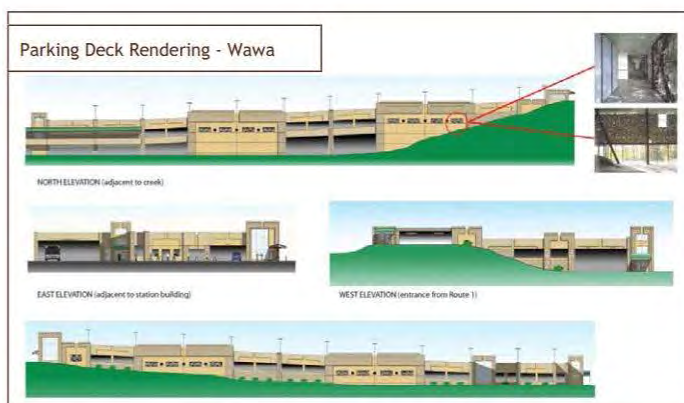 Parking Deck Rendering - Wawa
NORTH ELEVATION (adjacent to creek)
EAST ELEVATION (adjacent to station building)
WEST ELEVATION (entrance from Route 1)